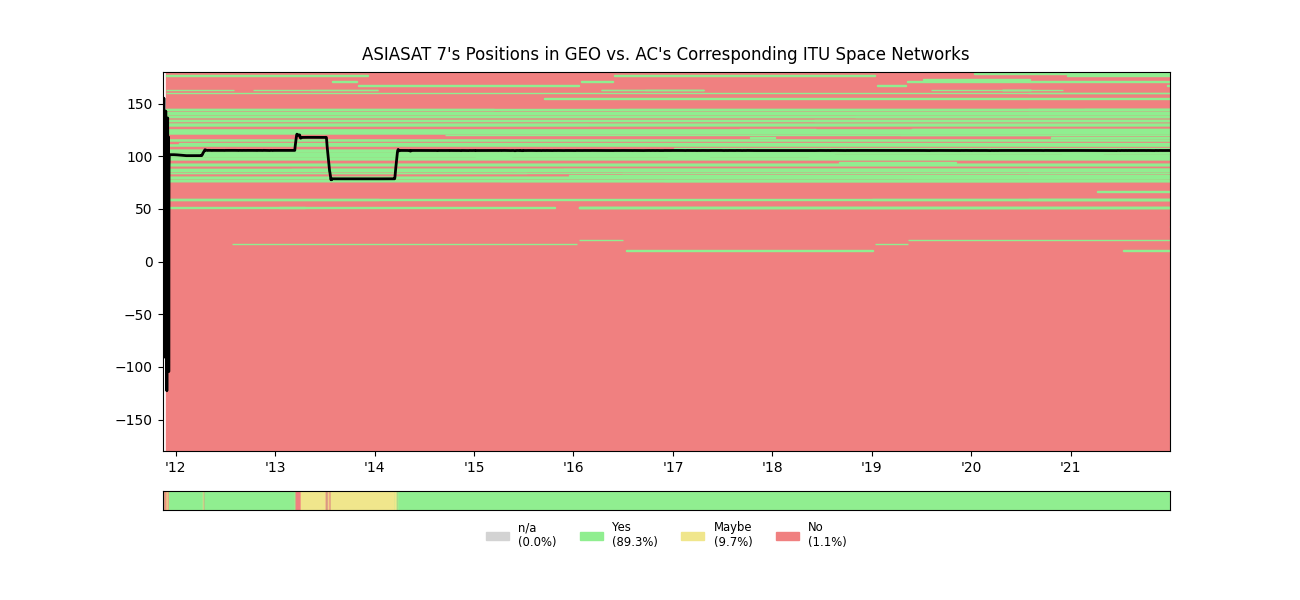 ASIASAT 7's Positions in GEO vs. AC's Corresponding ITU Space Networks
150
100
50
0
−50
−100
−150
'12 '13 '14 '15 '16 '17 '18 '19 '20 '21
n/a Yes Maybe No
(0.0%) (89.3%) (9.7%) (1.1%)